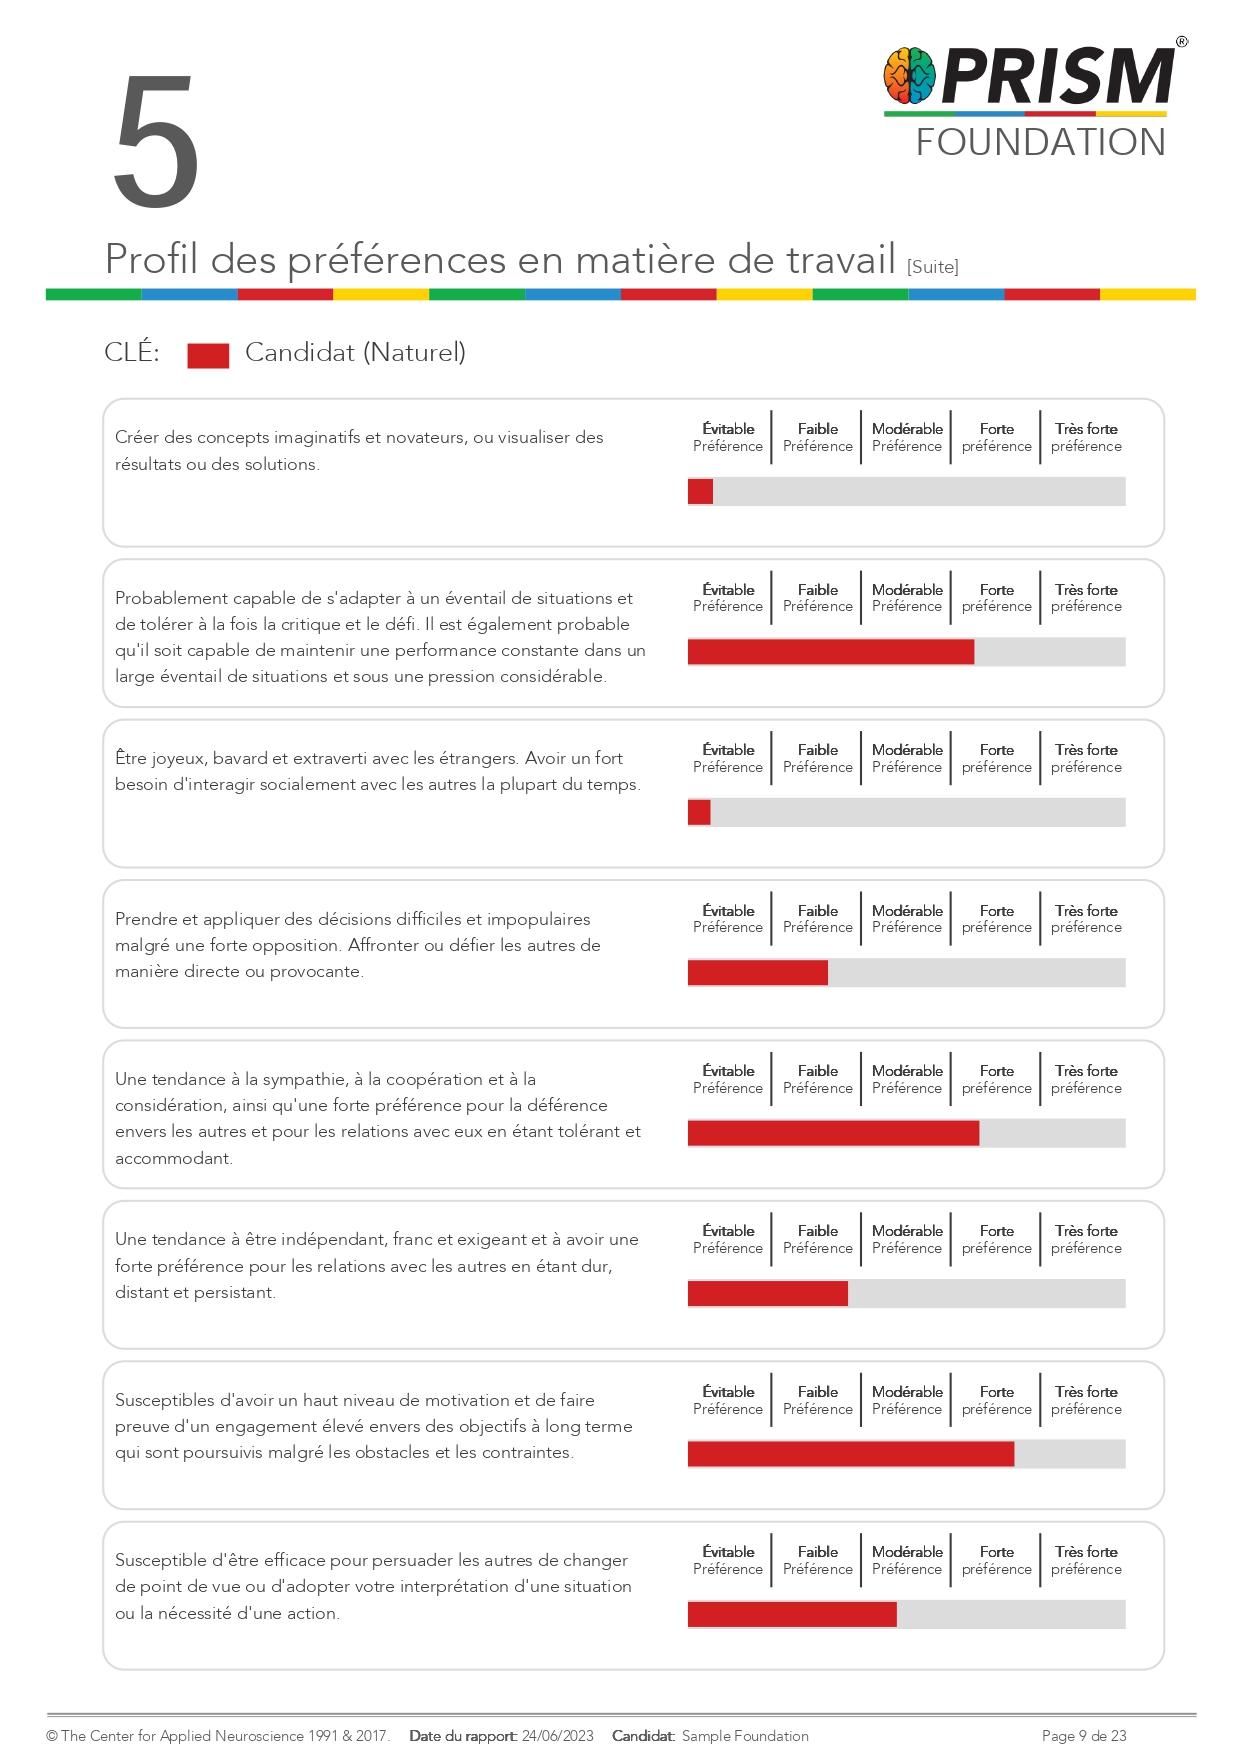 5
PRISM®
FOUNDATION
Profil des préférences en matière de travail [Suite]
CLÉ: Candidat (Naturel)
Créer des concepts imaginatifs et novateurs, ou visualiser des
résultats ou des solutions.
Évitable Faible Modérable Forte Très forte
Préférence Préférence Préférence préférence préférence
Probablement capable de s'adapter à un éventail de situations et
de tolérer à la fois la critique et le défi. Il est également probable
qu'il soit capable de maintenir une performance constante dans un
large éventail de situations et sous une pression considérable.
Évitable Faible Modérable Forte Très forte
Préférence Préférence Préférence préférence préférence
Être joyeux, bavard et extraverti avec les étrangers. Avoir un fort
besoin d'interagir socialement avec les autres la plupart du temps.
Évitable Faible Modérable Forte Très forte
Préférence Préférence Préférence préférence préférence
Prendre et appliquer des décisions difficiles et impopulaires
malgré une forte opposition. Affronter ou défier les autres de
manière directe ou provocante.
Évitable Faible Modérable Forte Très forte
Préférence Préférence Préférence préférence préférence
Une tendance à la sympathie, à la coopération et à la
considération, ainsi qu'une forte préférence pour la déférence
envers les autres et pour les relations avec eux en étant tolérant et
accommodant.
Évitable Faible Modérable Forte Très forte
Préférence Préférence Préférence préférence préférence
Une tendance à être indépendant, franc et exigeant et à avoir une
forte préférence pour les relations avec les autres en étant dur,
distant et persistant.
Évitable Faible Modérable Forte Très forte
Préférence Préférence Préférence préférence préférence
Susceptibles d'avoir un haut niveau de motivation et de faire
preuve d'un engagement élevé envers des objectifs à long terme
qui sont poursuivis malgré les obstacles et les contraintes.
Évitable Faible Modérable Forte Très forte
Préférence Préférence Préférence préférence préférence
Susceptible d'être efficace pour persuader les autres de changer
de point de vue ou d'adopter votre interprétation d'une situation
ou la nécessité d'une action.
Évitable Faible Modérable Forte Très forte
Préférence Préférence Préférence préférence préférence
© The Center for Applied Neuroscience 1991 & 2017. Date du rapport: 24/06/2023 Candidat: Sample Foundation Page 9 de 23